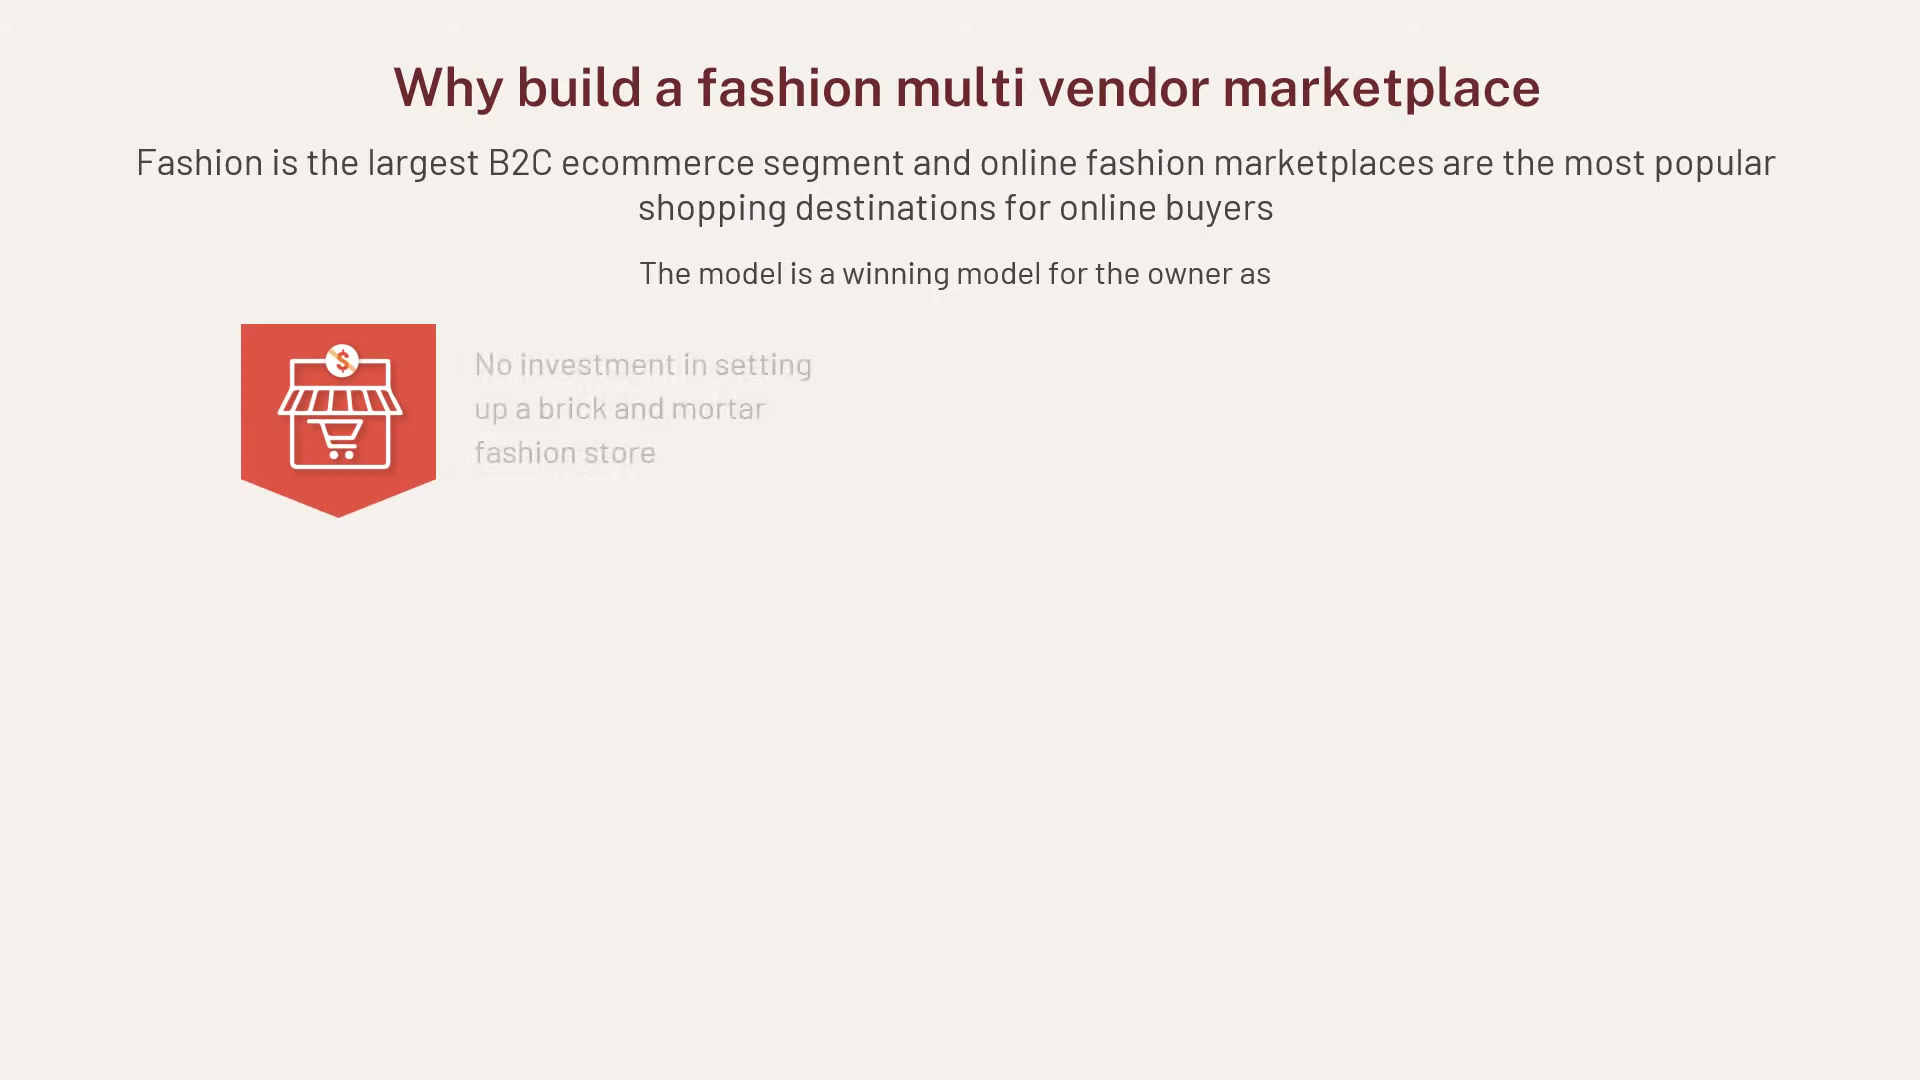 Why build a fashion multi vendor marketplace
Fashion is the largest B2C ecommerce segment and online fashion marketplaces are the most popular
shopping destinations for online buyers
The model is a winning model for the owner as
$
No investment in setting
up a brick and mortar
fashion store